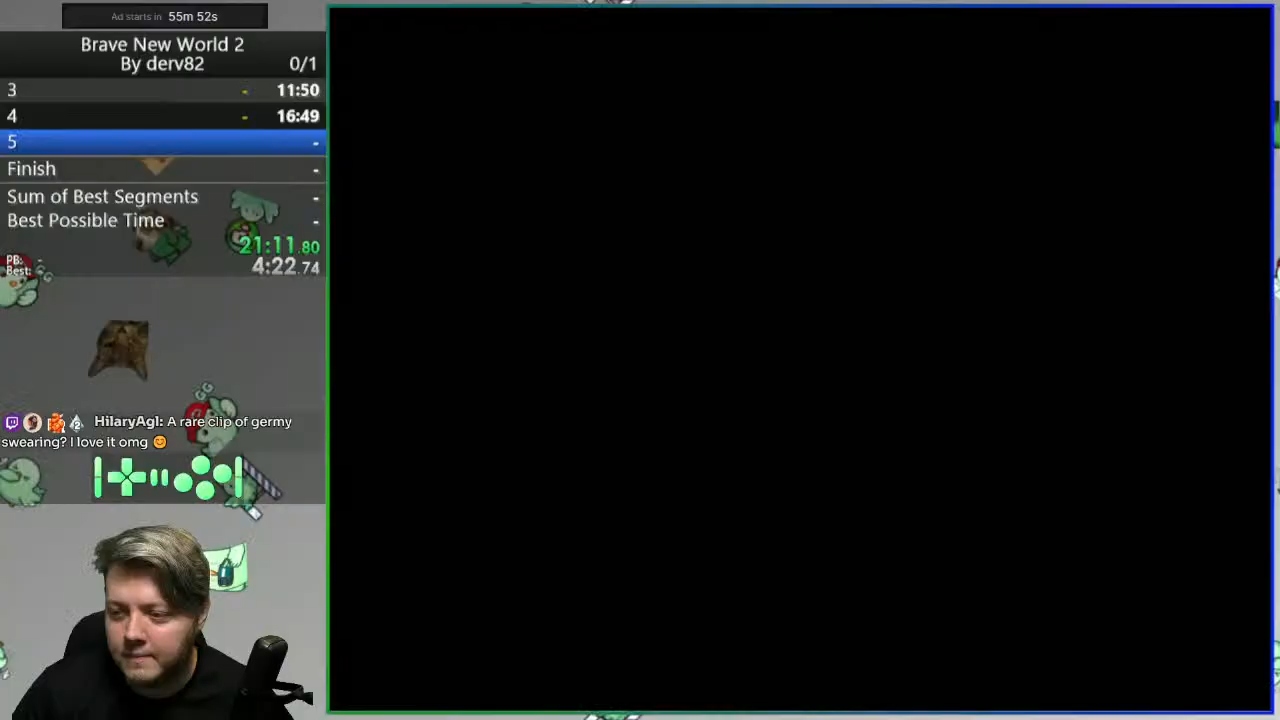 Ad starts in 55m 52s
Brave New World 2
By derv82 0/1
3 - 11:50
4 - 16:49
5 -
Finish -
Sum of Best Segments -
Best Possible Time -
21:11.80
PB:
Best:
4:22.74
GG
GG
HilaryAgl: A rare clip of germy
swearing? I love it omg 😊